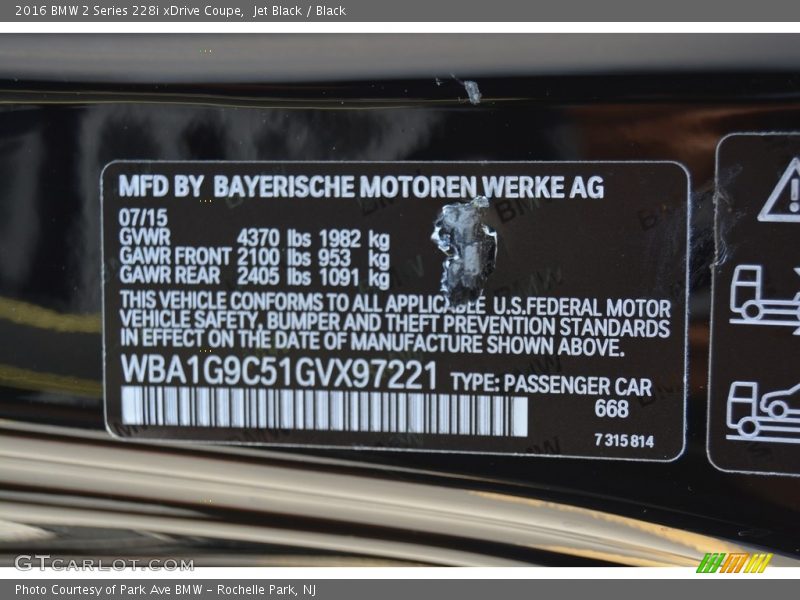 2016 BMW 2 Series 228i xDrive Coupe, Jet Black / Black
MFD BY BAYERISCHE MOTOREN WERKE AG
07/15
GVWR 4370 lbs 1982 kg
GAWR FRONT 2100 lbs 953 kg
GAWR REAR 2405 lbs 1091 kg
THIS VEHICLE CONFORMS TO ALL APPLICABLE U.S.FEDERAL MOTOR
VEHICLE SAFETY, BUMPER AND THEFT PREVENTION STANDARDS
IN EFFECT ON THE DATE OF MANUFACTURE SHOWN ABOVE.
WBA1G9C51GVX97221 TYPE: PASSENGER CAR
668
7 315 814
GTCARLOT.COM
Photo Courtesy of Park Ave BMW - Rochelle Park, NJ